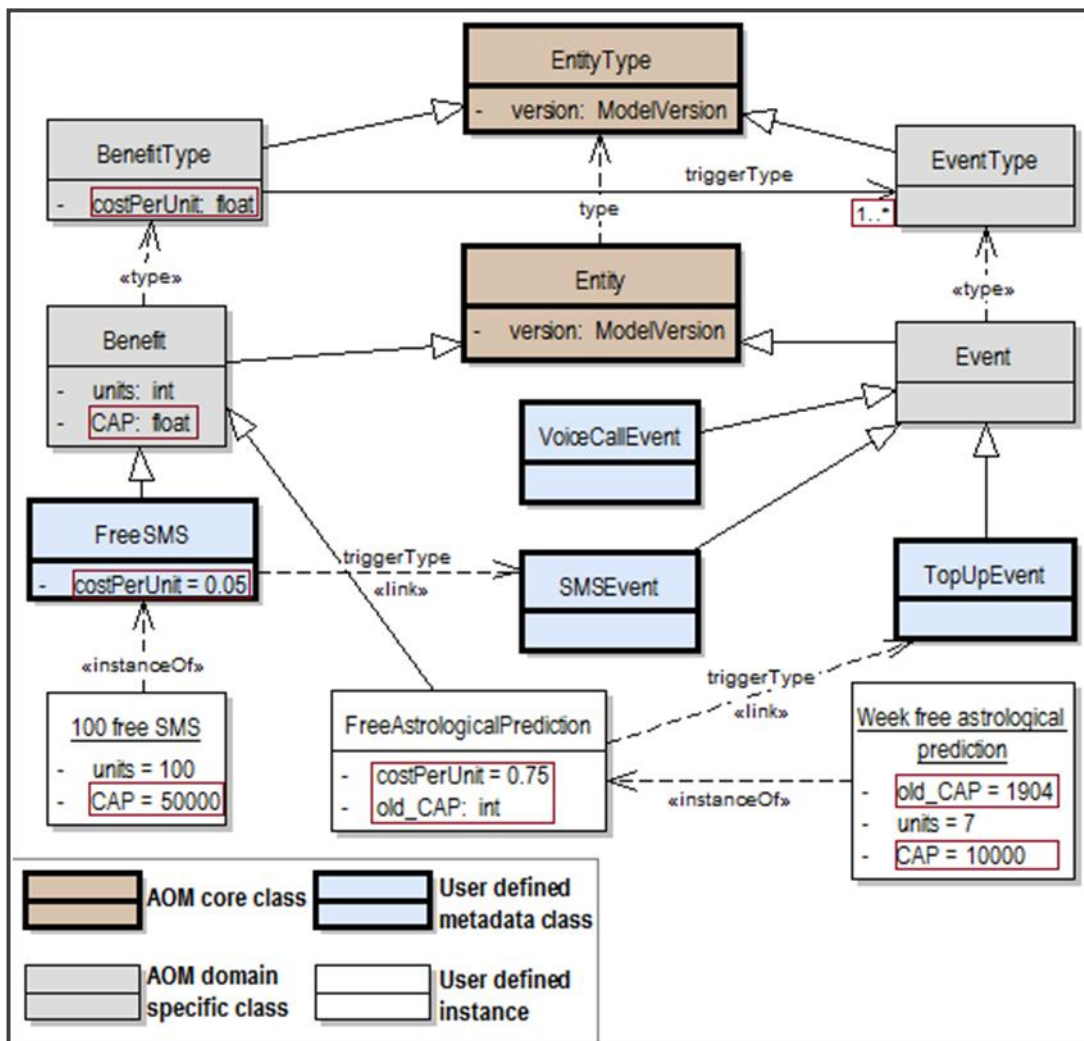 EntityType
- version: ModelVersion
BenefitType
- costPerUnit: float
EventType
triggerType
1..*
type
«type»
«type»
Entity
- version: ModelVersion
Benefit
- units: int
- CAP: float
Event
VoiceCallEvent
FreeSMS
- costPerUnit = 0.05
triggerType
«link»
SMSEvent
TopUpEvent
«instanceOf»
triggerType
«link»
100 free SMS
- units = 100
- CAP = 50000
FreeAstrologicalPrediction
- costPerUnit = 0.75
- old_CAP: int
«instanceOf»
Week free astrological
prediction
- old_CAP = 1904
- units = 7
- CAP = 10000
AOM core class
User defined
metadata class
AOM domain
specific class
User defined
instance